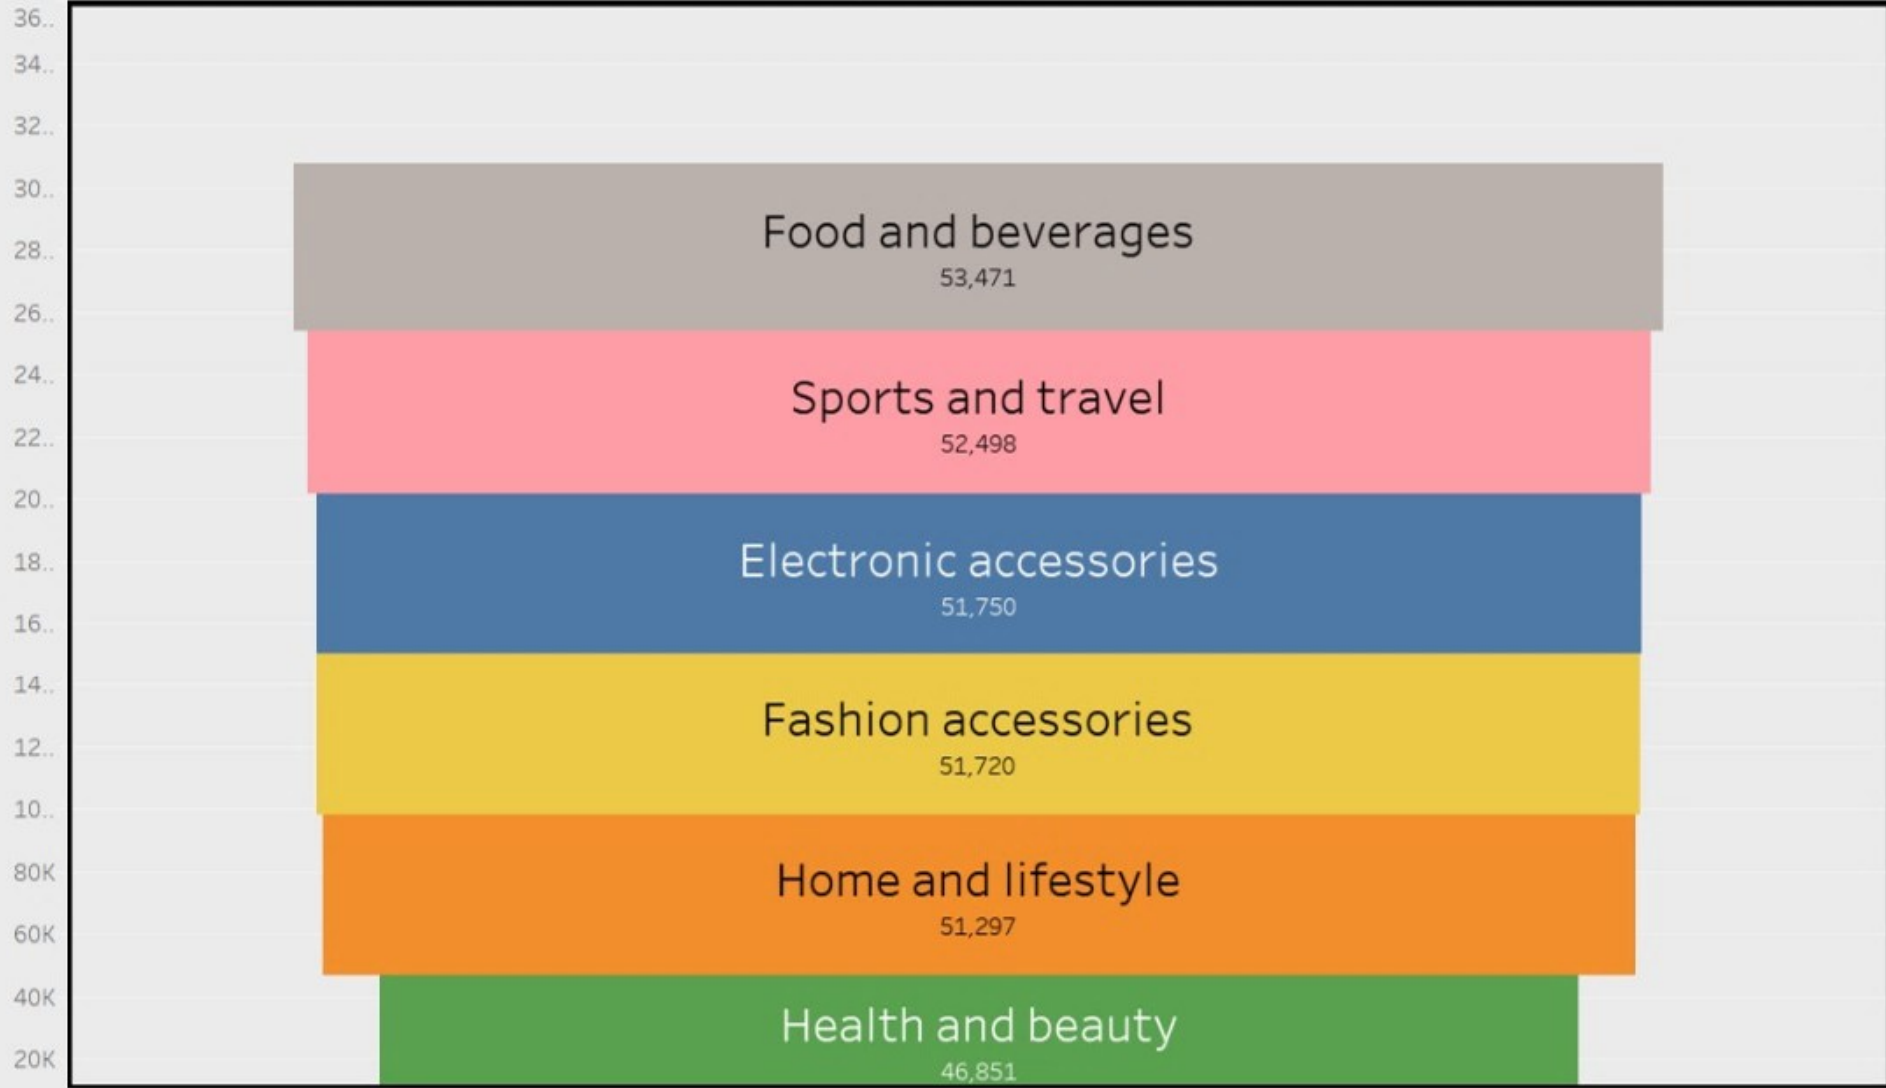 36..
34..
32..
30..
28..
26..
24..
22..
20..
18..
16..
14..
12..
10..
80K
60K
40K
20K
Food and beverages
53,471
Sports and travel
52,498
Electronic accessories
51,750
Fashion accessories
51,720
Home and lifestyle
51,297
Health and beauty
46,851